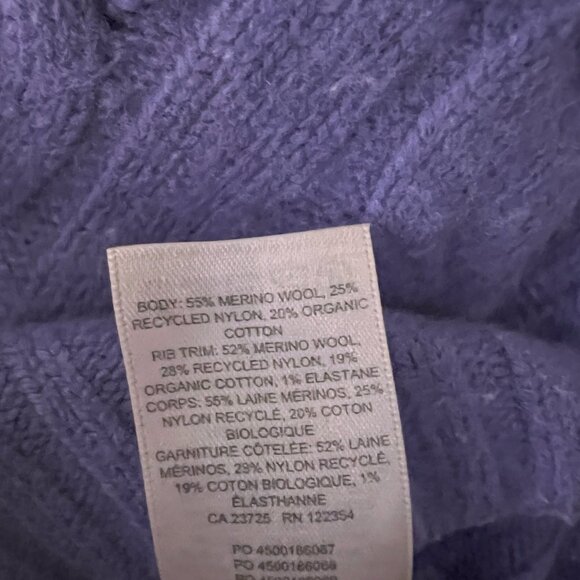 BODY: 55% MERINO WOOL, 25%
RECYCLED NYLON, 20% ORGANIC
COTTON
RIB TRIM: 52% MERINO WOOL,
28% RECYCLED NYLON, 19%
ORGANIC COTTON, 1% ELASTANE
CORPS: 55% LAINE MÉRINOS, 25%
NYLON RECYCLÉ, 20% COTON
BIOLOGIQUE
GARNITURE CÔTELÉE: 52% LAINE
MÉRINOS, 28% NYLON RECYCLÉ,
19% COTON BIOLOGIQUE, 1%
ÉLASTHANNE
CA 23725 RN 122354
PO 4500186067
PO 4500186068